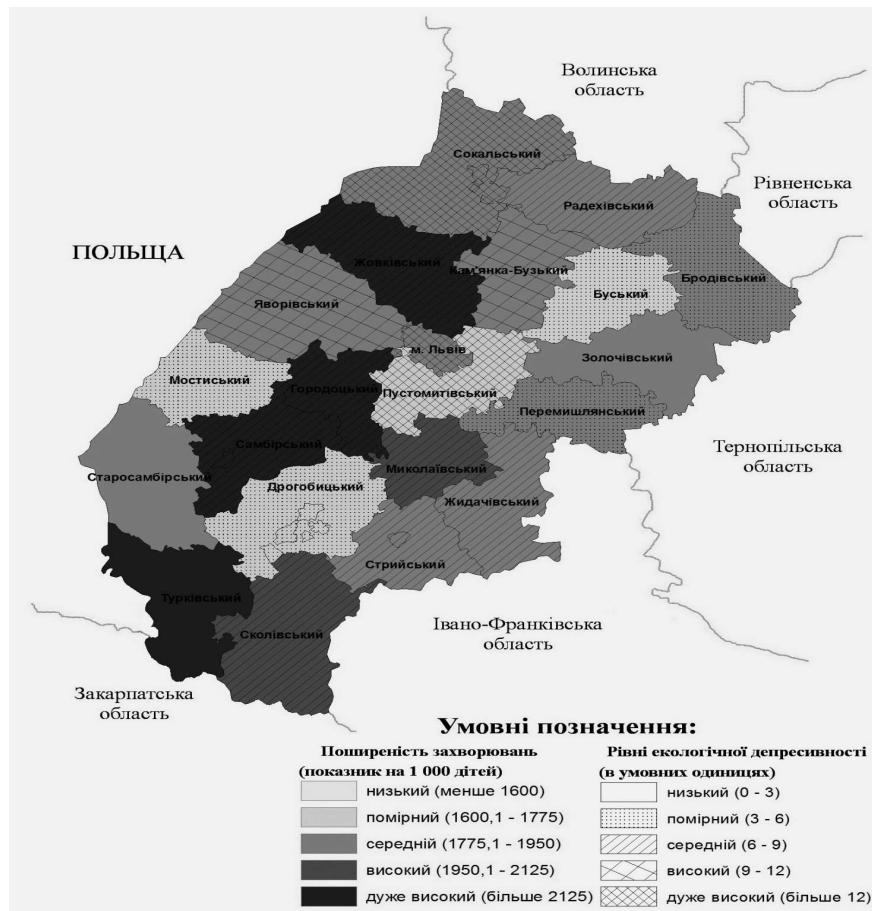 Волинська
область
Сокальський
Рівненська
область
Радехівський
ПОЛЬЩА
Жовківський
Кам'янка-Бузький
Бродівський
Буський
Яворівський
м. Львів
Золочівський
Мостиський
Городоцький
Пустомитівський
Перемишлянський
Самбірський
Тернопільська
область
Миколаївський
Старосамбірський
Дрогобицький
Жидачівський
Стрийський
Турківський
Івано-Франківська
область
Сколівський
Закарпатська
область
Умовні позначення:
Поширеність захворювань
(показник на 1 000 дітей)
низький (менше 1600)
помірний (1600,1 - 1775)
середній (1775,1 - 1950)
високий (1950,1 - 2125)
дуже високий (більше 2125)
Рівні екологічної депресивності
(в умовних одиницях)
низький (0 - 3)
помірний (3 - 6)
середній (6 - 9)
високий (9 - 12)
дуже високий (більше 12)